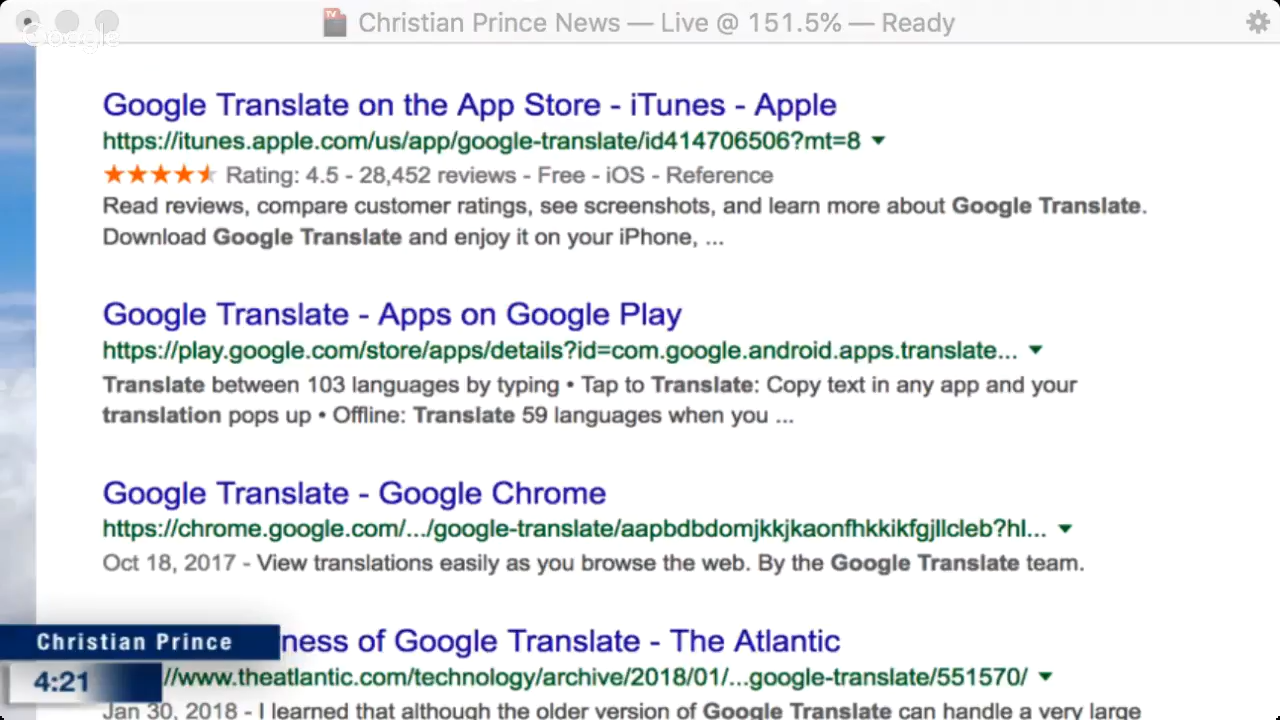 Christian Prince News — Live @ 151.5% — Ready
Google
Google Translate on the App Store - iTunes - Apple
https://itunes.apple.com/us/app/google-translate/id414706506?mt=8
Rating: 4.5 - 28,452 reviews - Free - iOS - Reference
Read reviews, compare customer ratings, see screenshots, and learn more about Google Translate.
Download Google Translate and enjoy it on your iPhone, ...
Google Translate - Apps on Google Play
https://play.google.com/store/apps/details?id=com.google.android.apps.translate...
Translate between 103 languages by typing • Tap to Translate: Copy text in any app and your
translation pops up • Offline: Translate 59 languages when you ...
Google Translate - Google Chrome
https://chrome.google.com/.../google-translate/aapbdbdomjkkjkaonfhkkikfgjllcleb?hl...
Oct 18, 2017 - View translations easily as you browse the web. By the Google Translate team.
Christian Prince
ness of Google Translate - The Atlantic
4:21
//www.theatlantic.com/technology/archive/2018/01/...google-translate/551570/
Jan 30, 2018 - I learned that although the older version of Google Translate can handle a very large